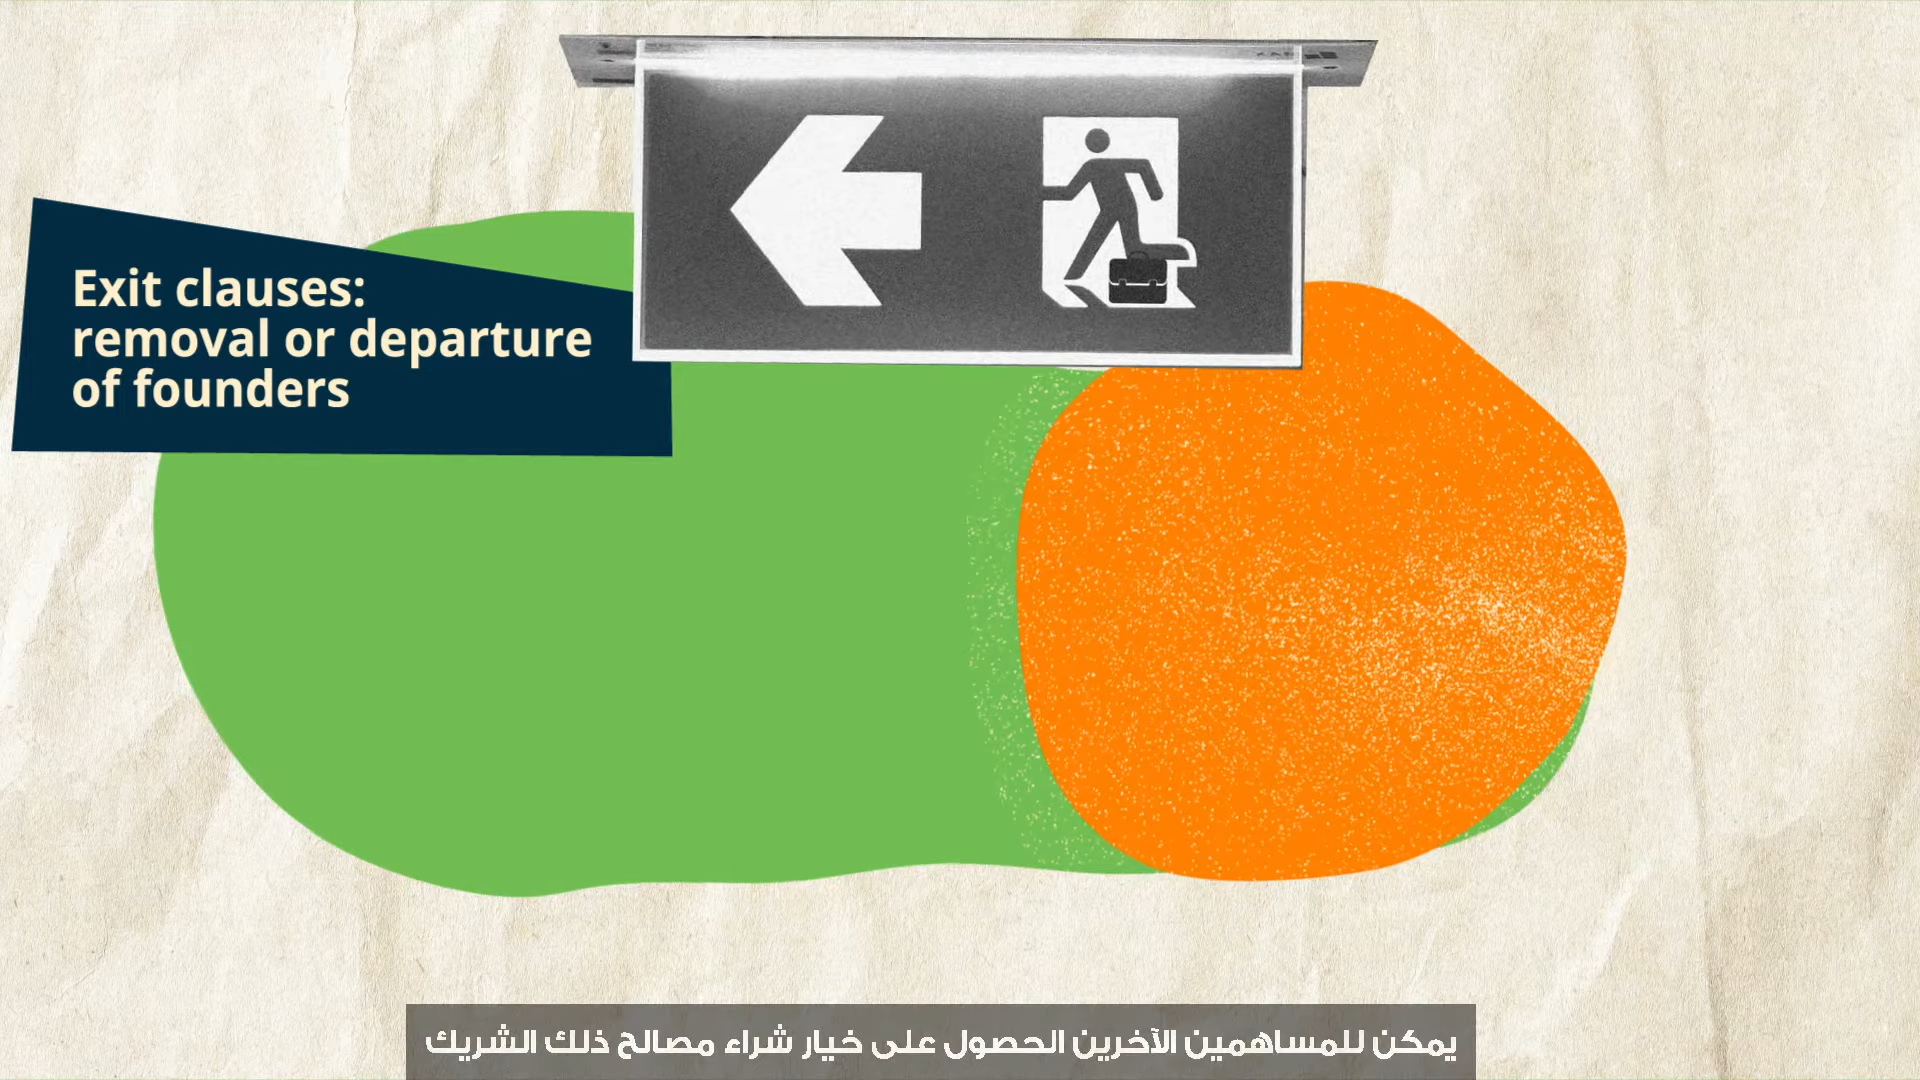 Exit clauses:
removal or departure
of founders
يمكن للمساهمين الآخرين الحصول على خيار شراء مصالح ذلك الشريك